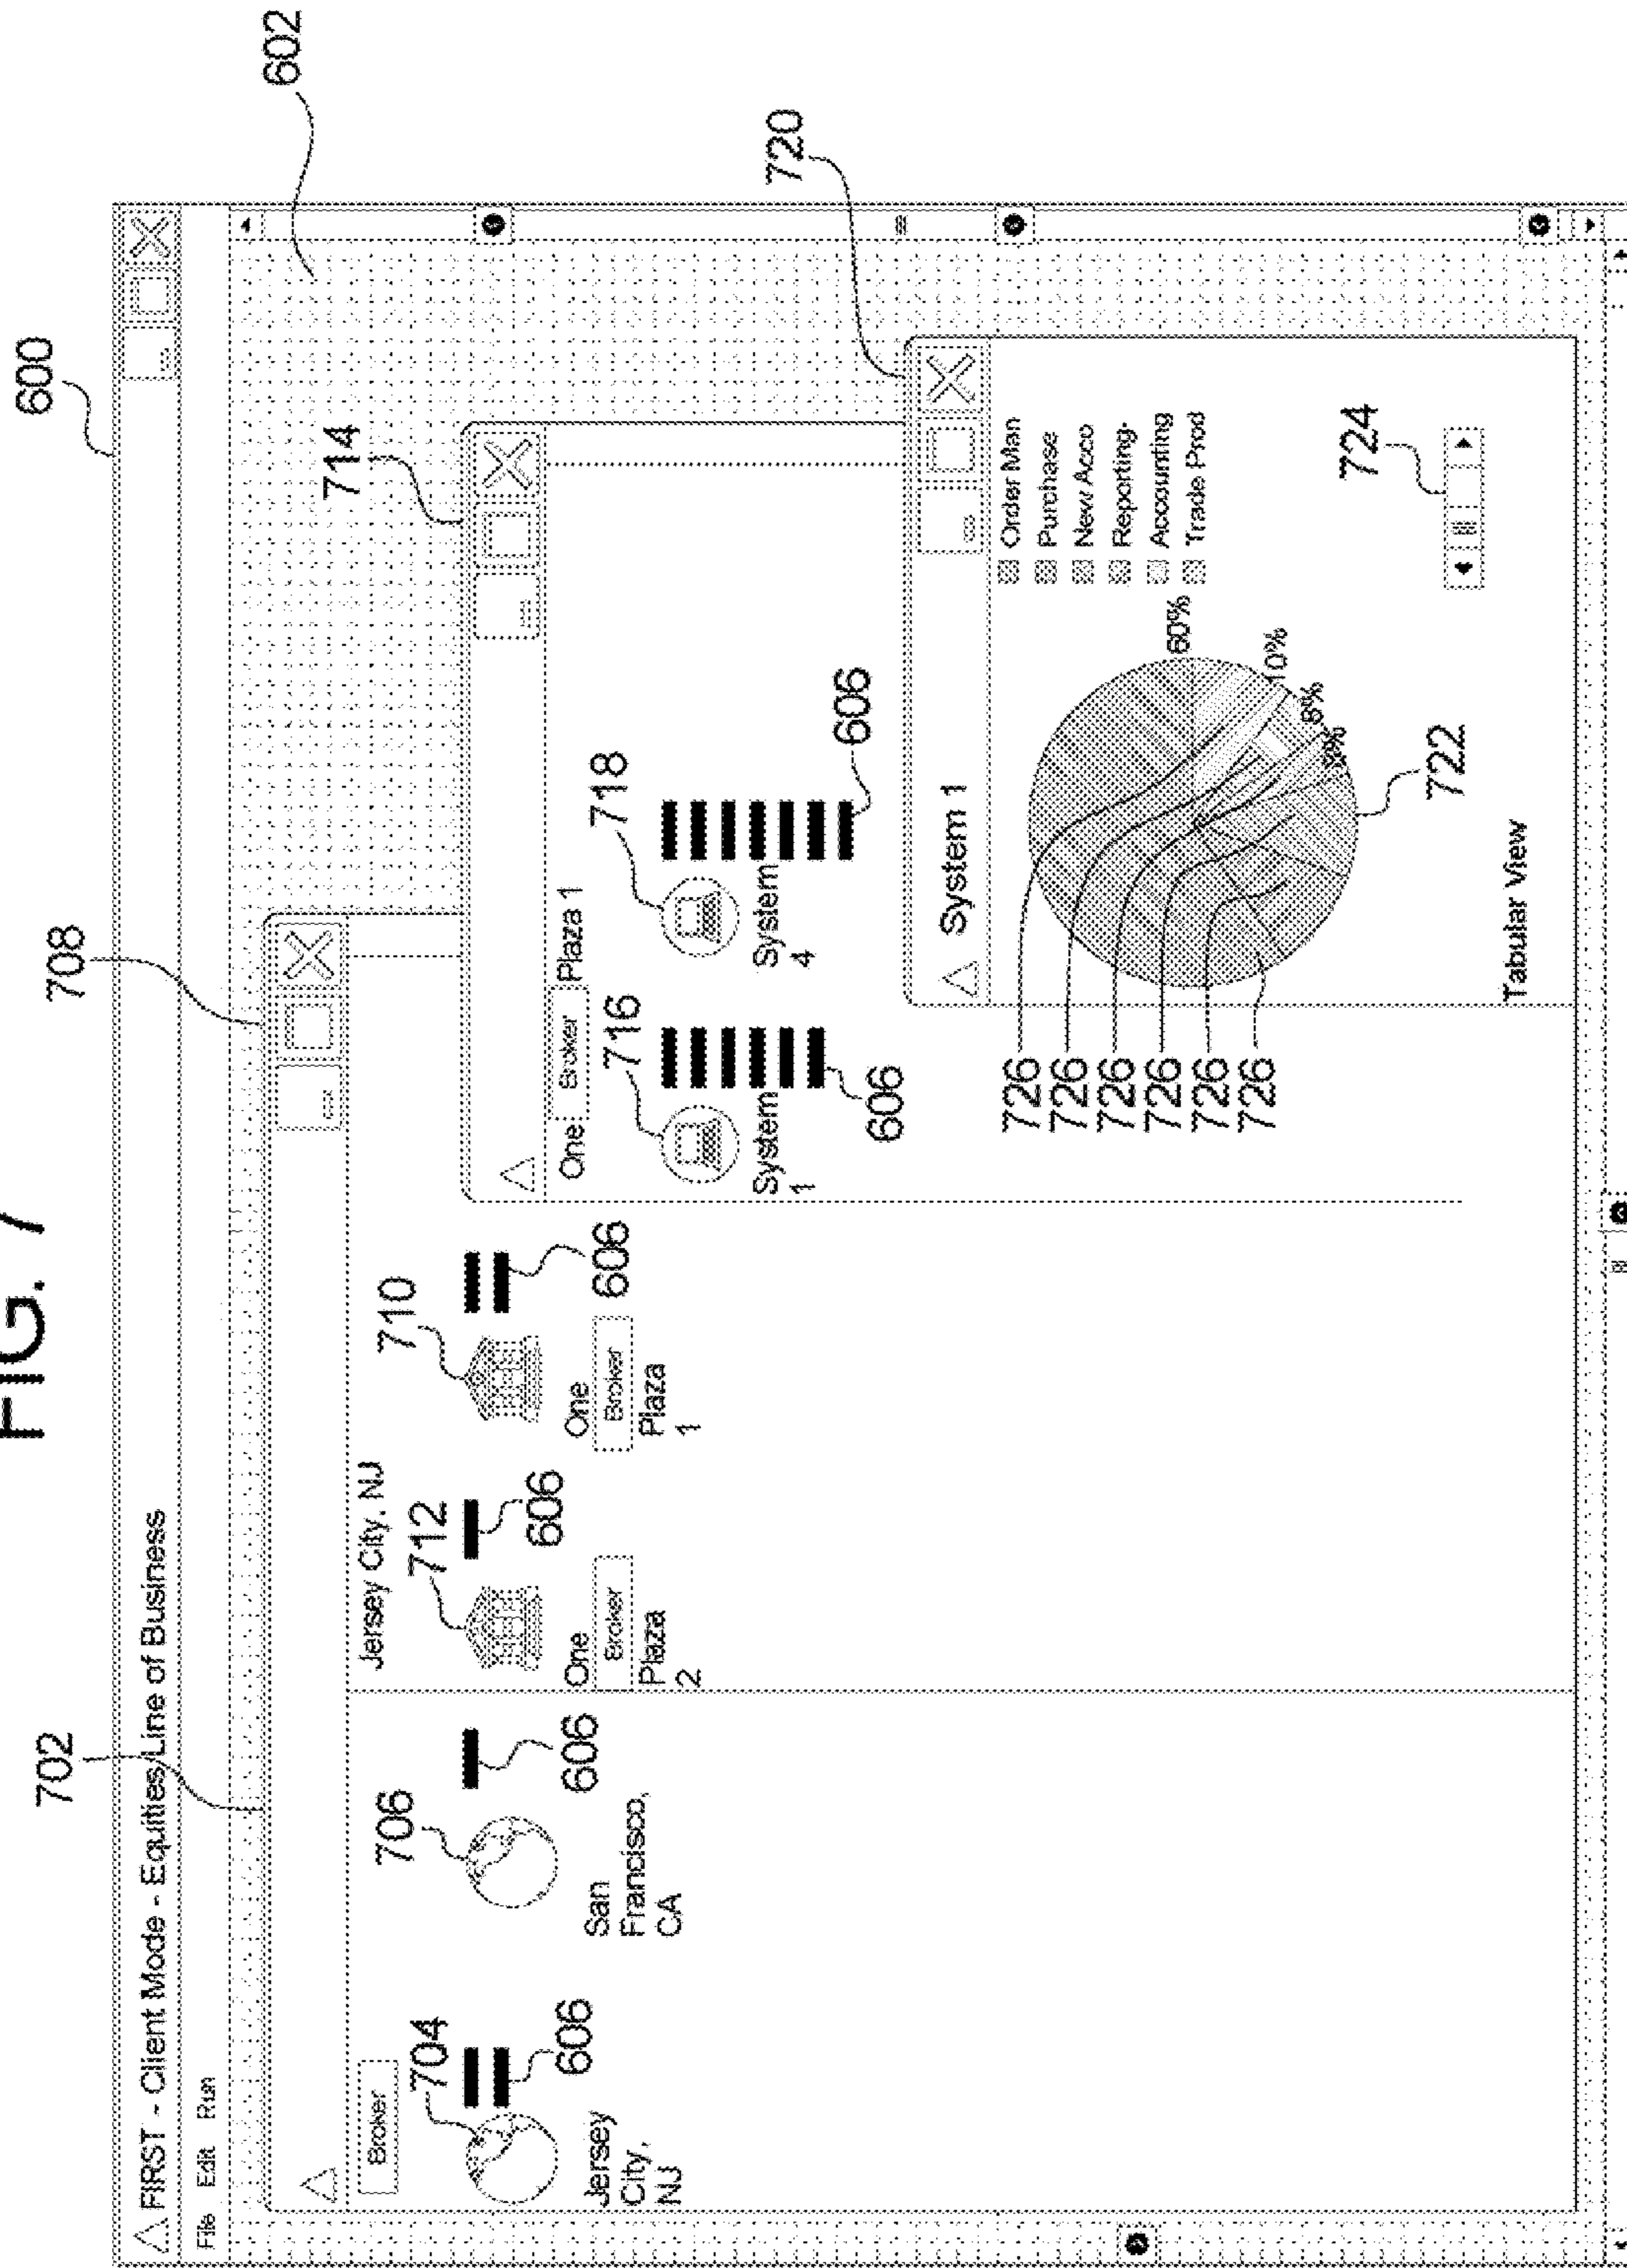 FIG. 7
600
602
702
708
714
720
FIRST - Client Mode - Equities/Line of Business
File Edit Run
Broker
704
606
Jersey
City,
NJ
706
606
San
Francisco,
CA
Jersey City, NJ
712
606
One
Broker
Plaza
2
710
606
One
Broker
Plaza
1
One Broker Plaza 1
716
606
System
1
718
606
System
4
System 1
Order Man
Purchase
New Acco
Reporting-
Accounting
Trade Prod
60%
10%
8%
726
726
726
726
726
726
722
724
Tabular View